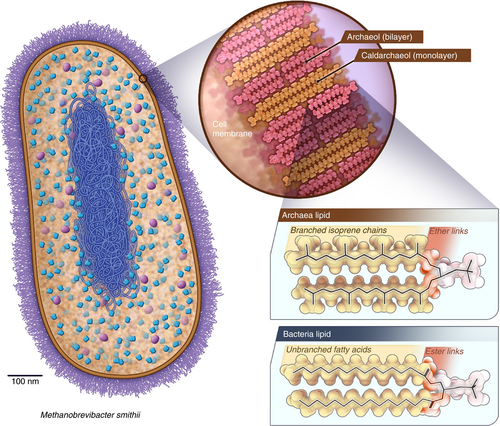 Archaeol (bilayer)
Caldarchaeol (monolayer)
Cell
membrane
Archaea lipid
Branched isoprene chains
Ether links
Bacteria lipid
Unbranched fatty acids
Ester links
100 nm
Methanobrevibacter smithii